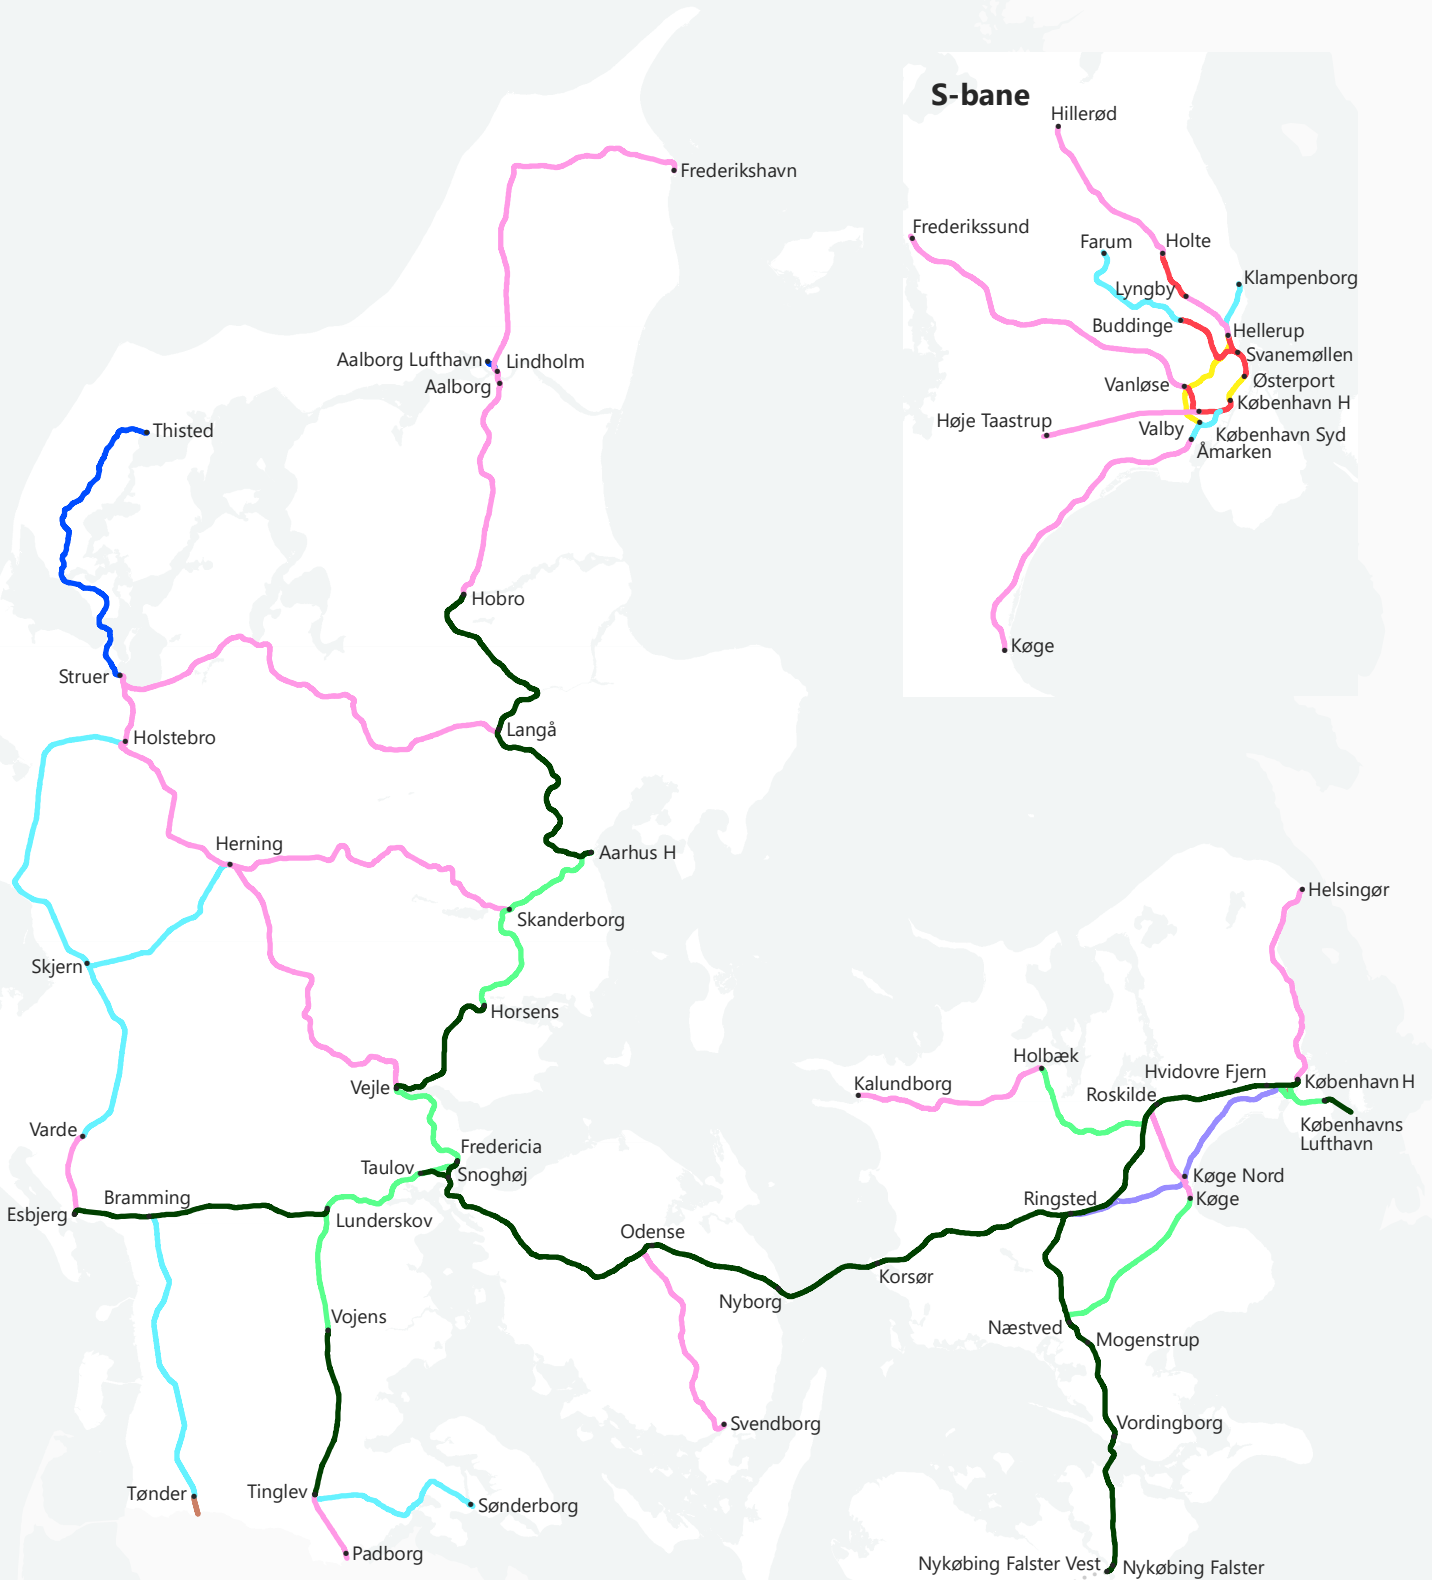 S-bane
Hillerød
Frederikshavn
Frederikssund
Farum
Holte
Klampenborg
Lyngby
Buddinge
Hellerup
Svanemøllen
Aalborg Lufthavn
Lindholm
Aalborg
Vanløse
Østerport
København H
Høje Taastrup
Valby
København Syd
Åmarken
Thisted
Hobro
Køge
Struer
Langå
Holstebro
Herning
Aarhus H
Helsingør
Skanderborg
Skjern
Horsens
Holbæk
Hvidovre Fjern
København H
Kalundborg
Roskilde
Vejle
Københavns
Lufthavn
Varde
Fredericia
Taulov
Snoghøj
Køge Nord
Bramming
Ringsted
Køge
Esbjerg
Lunderskov
Odense
Korsør
Nyborg
Vojens
Næstved
Mogenstrup
Svendborg
Vordingborg
Tønder
Tinglev
Sønderborg
Padborg
Nykøbing Falster Vest
Nykøbing Falster